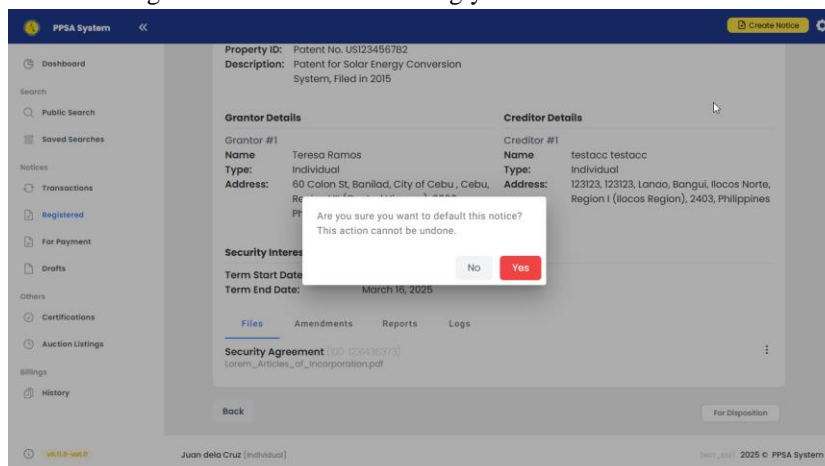 PPSA System
Create Notice
Dashboard
Search
Public Search
Saved Searches
Notices
Transactions
Registered
For Payment
Drafts
Others
Certifications
Auction Listings
Billings
History
Property ID: Patent No. US123456782
Description: Patent for Solar Energy Conversion
System, Filed in 2015
Grantor Details
Grantor #1
Name Teresa Ramos
Type: Individual
Address: 60 Colon St, Banilad, City of Cebu , Cebu,
Creditor Details
Creditor #1
Name testacc testacc
Type: Individual
Address: 123123, 123123, Lanao, Bangui, Ilocos Norte,
Region I (Ilocos Region), 2403, Philippines
Are you sure you want to default this notice?
This action cannot be undone.
No Yes
Security Interes
Term Start Date
Term End Date: March 16, 2025
Files Amendments Reports Logs
Security Agreement
Lorem_Articles_of_Incorporation.pdf
Back
For Disposition
Juan dela Cruz [Individual]
2025 © PPSA System